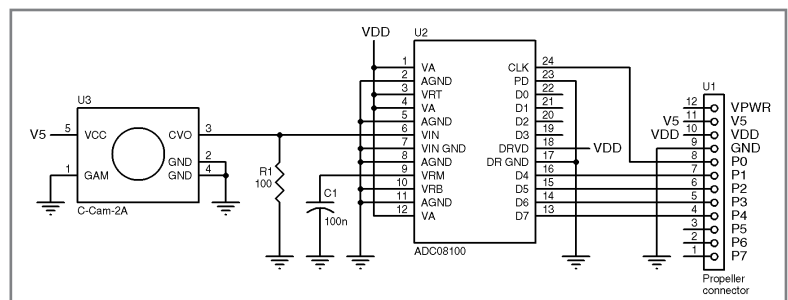 VDD
U2
1 VA CLK 24
2 AGND PD 23
3 VRT D0 22
4 VA D1 21
5 AGND D2 20
6 VIN D3 19
7 VIN GND DRVD 18 VDD
8 AGND DR GND 17
9 VRM D4 16
10 VRB D5 15
11 AGND D6 14
12 VA D7 13
ADC08100
U3
V5 5 VCC CVO 3
GND 2
1 GAM GND 4
C-Cam-2A
R1
100
C1
100n
U1
12 VPWR
V5 11 V5
VDD 10 VDD
9 GND
8 P0
7 P1
6 P2
5 P3
4 P4
3 P5
2 P6
1 P7
Propeller
connector